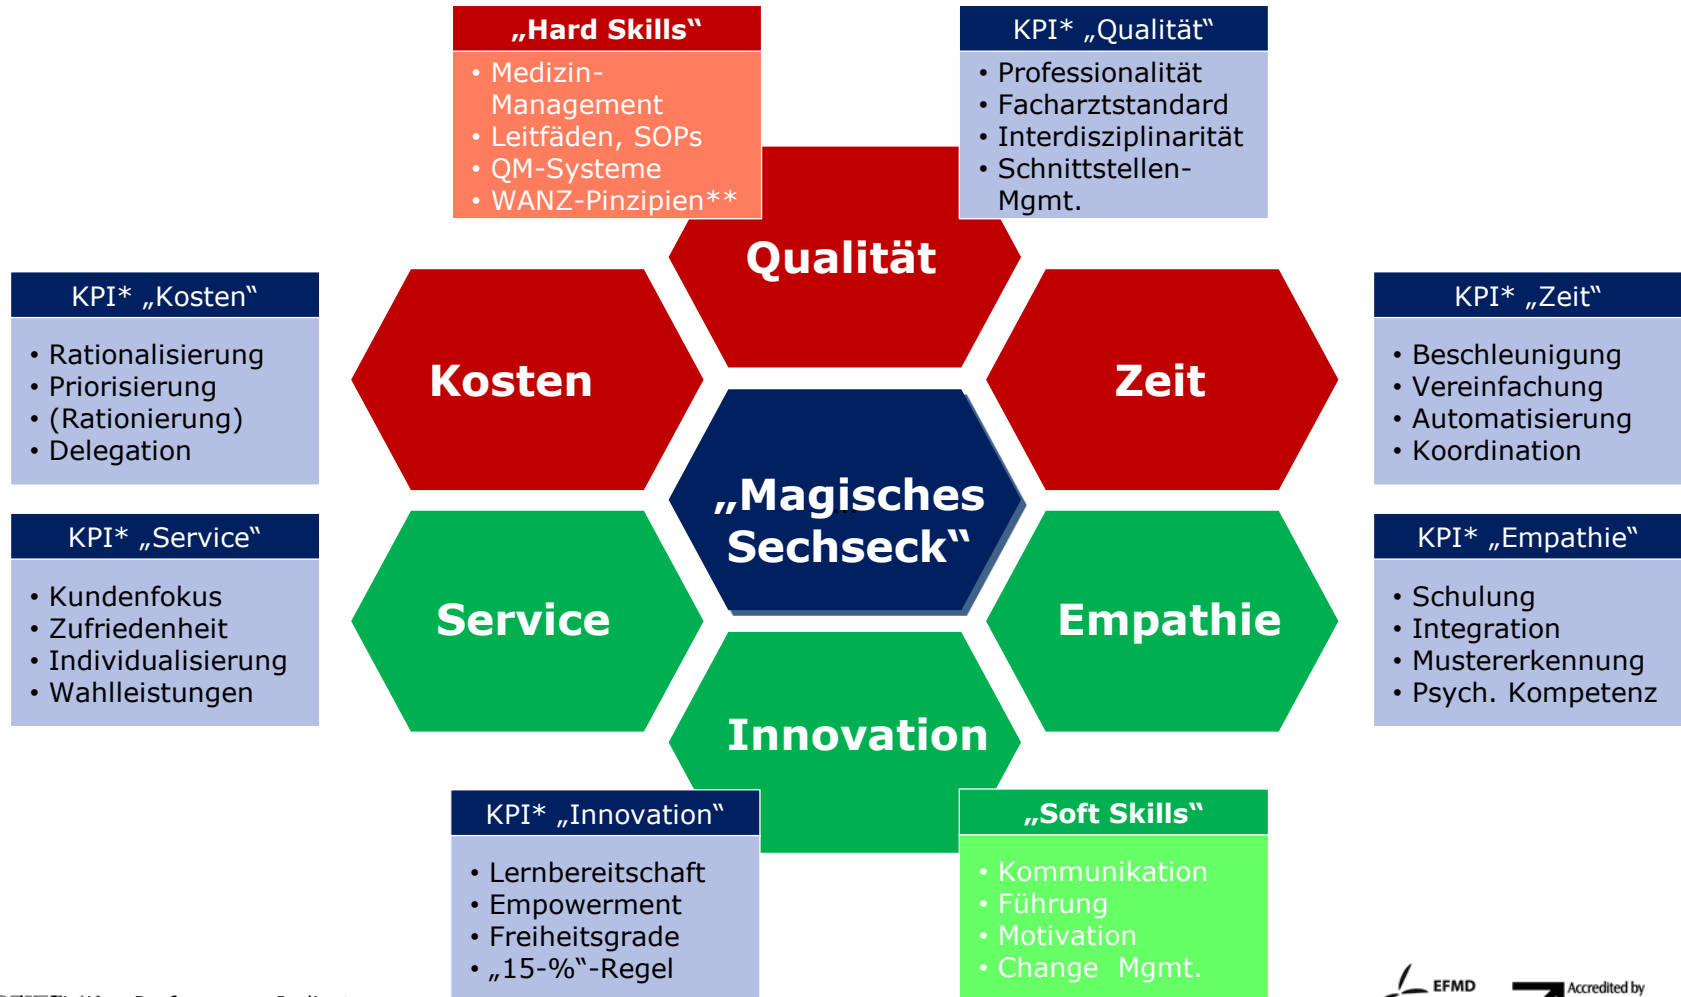 „Hard Skills“
• Medizin-
Management
• Leitfäden, SOPs
• QM-Systeme
• WANZ-Pinzipien**
KPI* „Qualität“
• Professionalität
• Facharztstandard
• Interdisziplinarität
• Schnittstellen-
Mgmt.
Qualität
KPI* „Kosten“
• Rationalisierung
• Priorisierung
• (Rationierung)
• Delegation
Kosten
Zeit
KPI* „Zeit“
• Beschleunigung
• Vereinfachung
• Automatisierung
• Koordination
„Magisches
Sechseck“
KPI* „Service“
• Kundenfokus
• Zufriedenheit
• Individualisierung
• Wahlleistungen
Service
Empathie
KPI* „Empathie“
• Schulung
• Integration
• Mustererkennung
• Psych. Kompetenz
Innovation
KPI* „Innovation“
• Lernbereitschaft
• Empowerment
• Freiheitsgrade
• „15-%“-Regel
„Soft Skills“
• Kommunikation
• Führung
• Motivation
• Change Mgmt.
EFMD
Accredited by